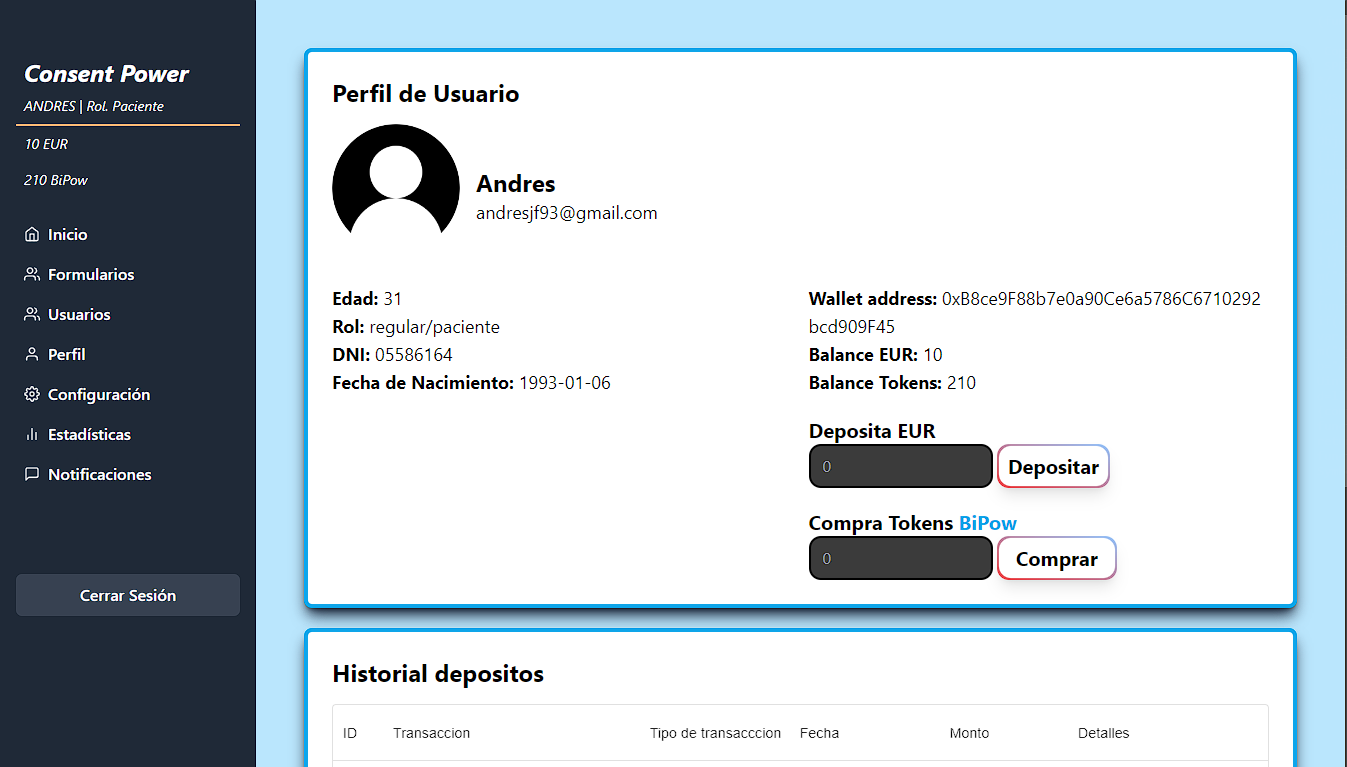 Consent Power
ANDRES | Rol. Paciente
10 EUR
210 BiPow
Inicio
Formularios
Usuarios
Perfil
Configuración
Estadísticas
Notificaciones
Cerrar Sesión
Perfil de Usuario
Andres
andresjf93@gmail.com
Edad: 31
Rol: regular/paciente
DNI: 05586164
Fecha de Nacimiento: 1993-01-06
Wallet address: 0xB8ce9F88b7e0a90Ce6a5786C6710292
bcd909F45
Balance EUR: 10
Balance Tokens: 210
Deposita EUR
0 Depositar
Compra Tokens BiPow
0 Comprar
Historial depositos
ID Transaccion Tipo de transacccion Fecha Monto Detalles